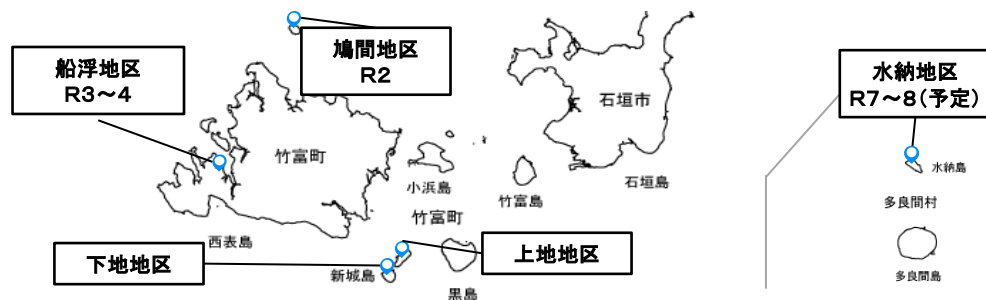 鳩間地区
R2
船浮地区
R3～4
水納地区
R7～8(予定)
石垣市
竹富町
小浜島
竹富島
石垣島
水納島
多良間村
竹富町
西表島
上地地区
下地地区
新城島
黒島
多良間島